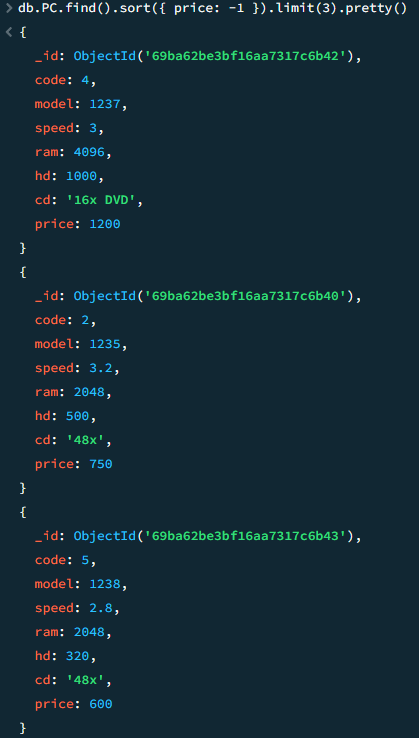 > db.PC.find().sort({ price: -1 }).limit(3).pretty()
< {
_id: ObjectId('69ba62be3bf16aa7317c6b42'),
code: 4,
model: 1237,
speed: 3,
ram: 4096,
hd: 1000,
cd: '16x DVD',
price: 1200
}
{
_id: ObjectId('69ba62be3bf16aa7317c6b40'),
code: 2,
model: 1235,
speed: 3.2,
ram: 2048,
hd: 500,
cd: '48x',
price: 750
}
{
_id: ObjectId('69ba62be3bf16aa7317c6b43'),
code: 5,
model: 1238,
speed: 2.8,
ram: 2048,
hd: 320,
cd: '48x',
price: 600
}